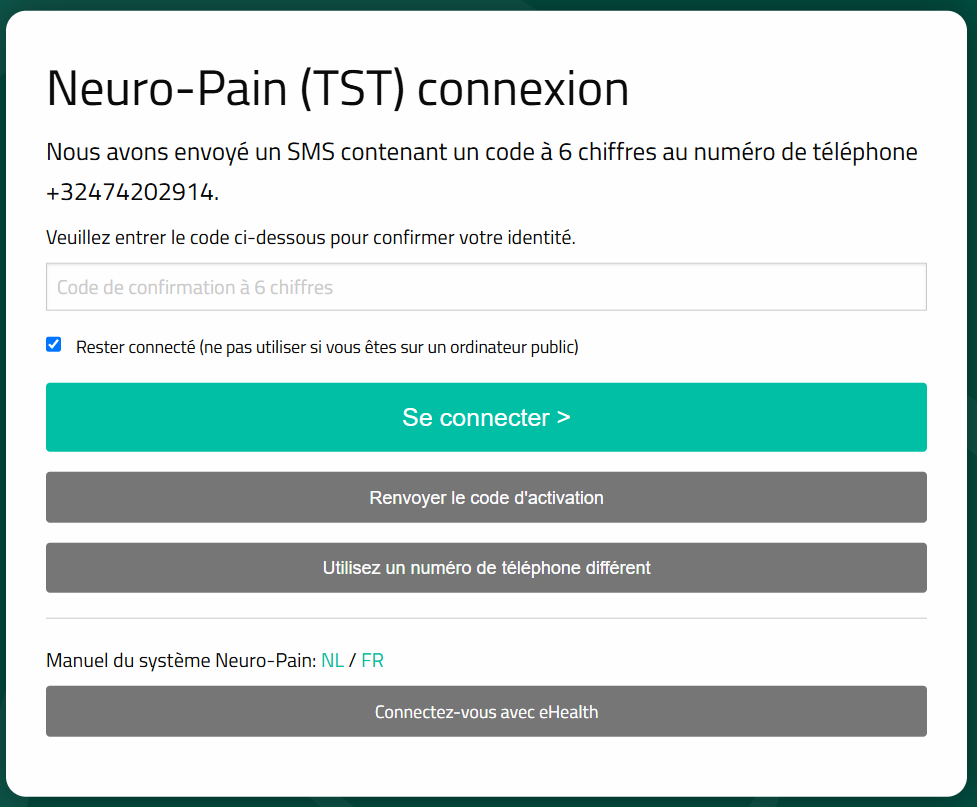 Neuro-Pain (TST) connexion
Nous avons envoyé un SMS contenant un code à 6 chiffres au numéro de téléphone
+32474202914.
Veuillez entrer le code ci-dessous pour confirmer votre identité.
Code de confirmation à 6 chiffres
Rester connecté (ne pas utiliser si vous êtes sur un ordinateur public)
Se connecter >
Renvoyer le code d'activation
Utilisez un numéro de téléphone différent
Manuel du système Neuro-Pain: NL / FR
Connectez-vous avec eHealth